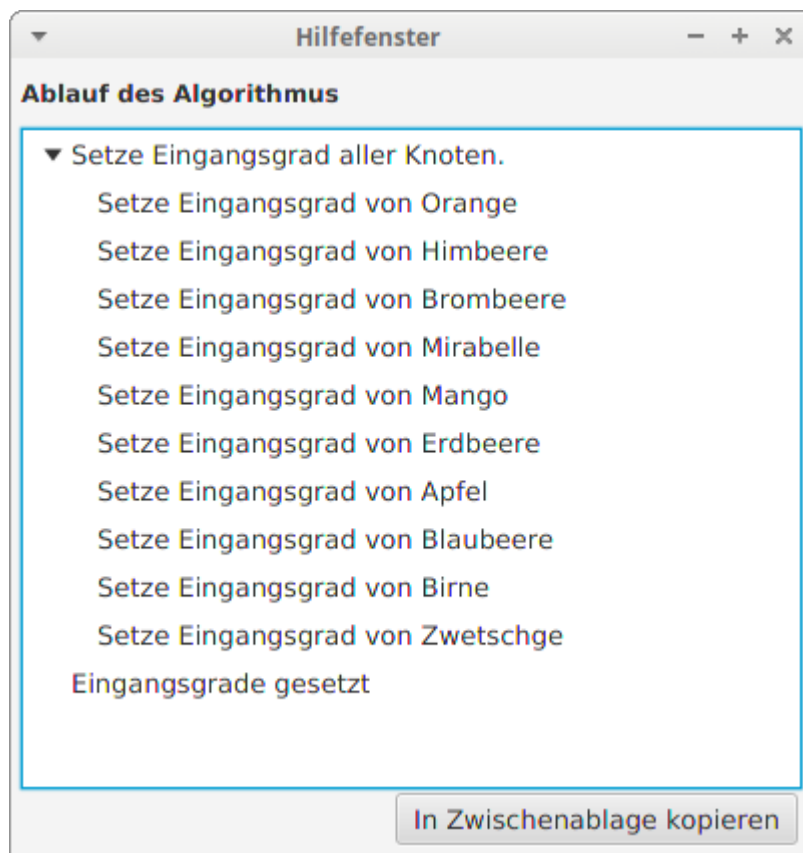 Hilfefenster
Ablauf des Algorithmus
Setze Eingangsgrad aller Knoten.
Setze Eingangsgrad von Orange
Setze Eingangsgrad von Himbeere
Setze Eingangsgrad von Brombeere
Setze Eingangsgrad von Mirabelle
Setze Eingangsgrad von Mango
Setze Eingangsgrad von Erdbeere
Setze Eingangsgrad von Apfel
Setze Eingangsgrad von Blaubeere
Setze Eingangsgrad von Birne
Setze Eingangsgrad von Zwetschge
Eingangsgrade gesetzt
In Zwischenablage kopieren